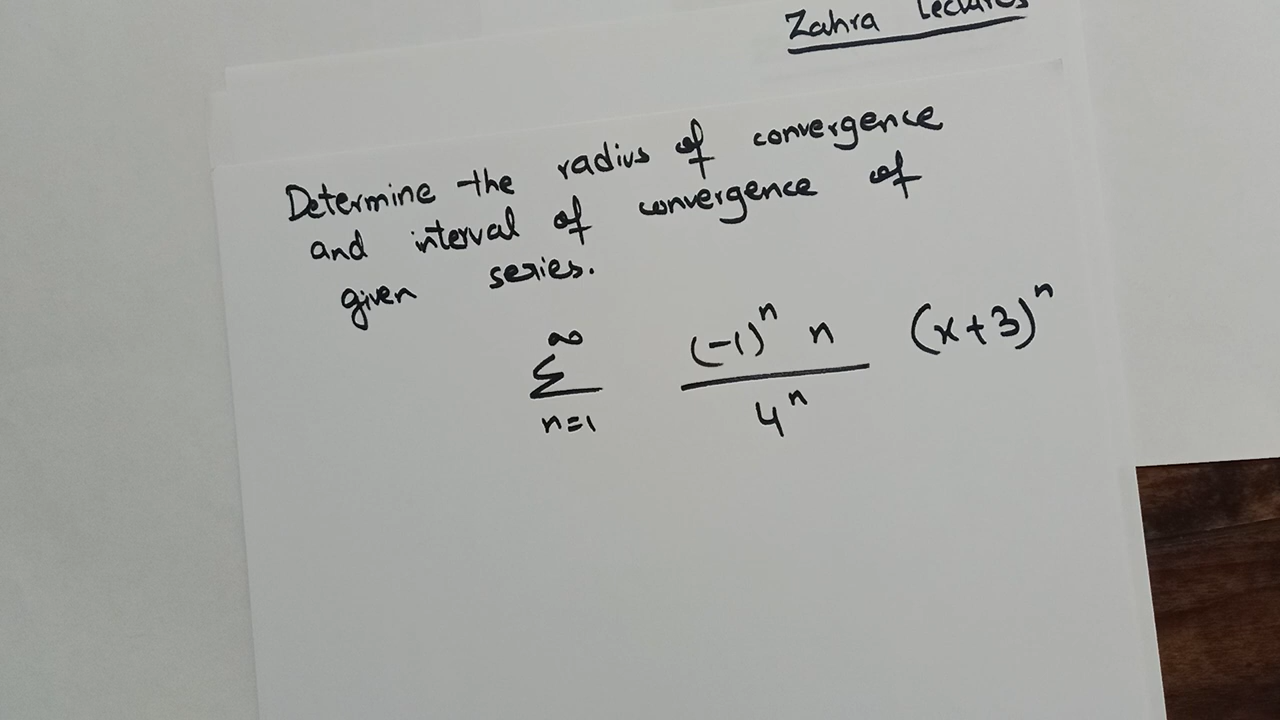 Zahra Lectures
Determine the radius of convergence
and interval of convergence of
given series.
∞
Σ (-1)^n n / 4^n (x+3)^n
n=1